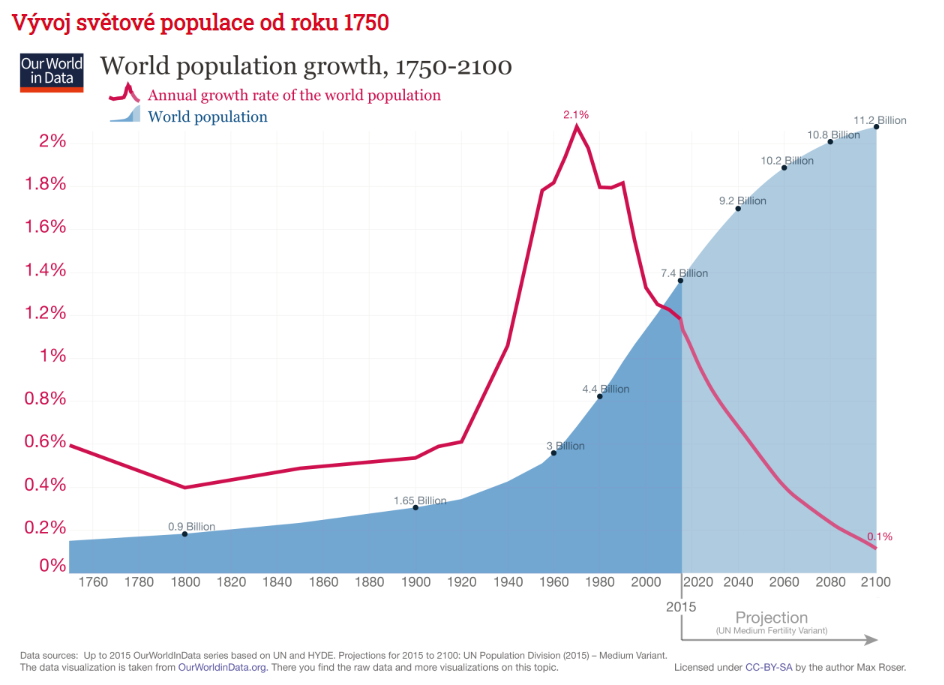 Vývoj světové populace od roku 1750
Our World
in Data
World population growth, 1750-2100
Annual growth rate of the world population
World population
2.1%
11.2 Billion
10.8 Billion
10.2 Billion
9.2 Billion
7.4 Billion
4.4 Billion
3 Billion
1.65 Billion
0.9 Billion
0.1%
2%
1.8%
1.6%
1.4%
1.2%
1%
0.8%
0.6%
0.4%
0.2%
0%
1760 1780 1800 1820 1840 1860 1880 1900 1920 1940 1960 1980 2000 2020 2040 2060 2080 2100
2015
Projection
(UN Medium Fertility Variant)
Data sources: Up to 2015 OurWorldInData series based on UN and HYDE. Projections for 2015 to 2100: UN Population Division (2015) – Medium Variant.
The data visualization is taken from OurWorldinData.org. There you find the raw data and more visualizations on this topic.
Licensed under CC-BY-SA by the author Max Roser.